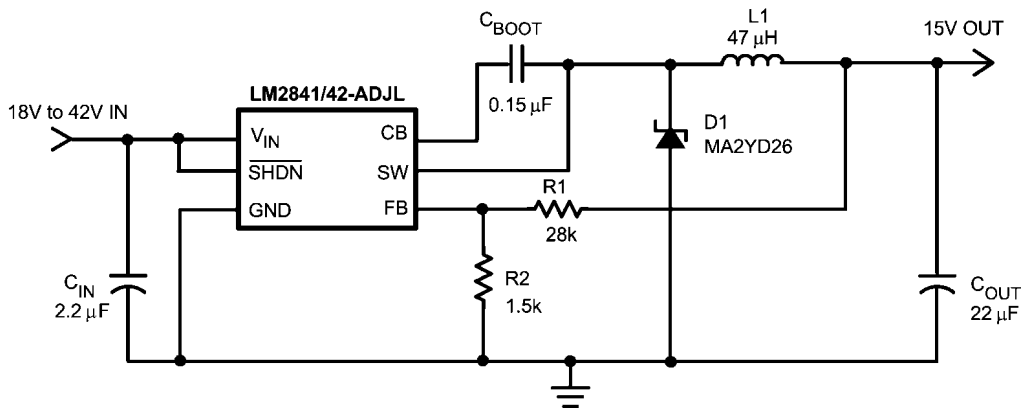 C_BOOT
0.15 μF
L1
47 μH
15V OUT
18V to 42V IN
LM2841/42-ADJL
V_IN
SHDN
GND
CB
SW
FB
D1
MA2YD26
R1
28k
R2
1.5k
C_IN
2.2 μF
C_OUT
22 μF